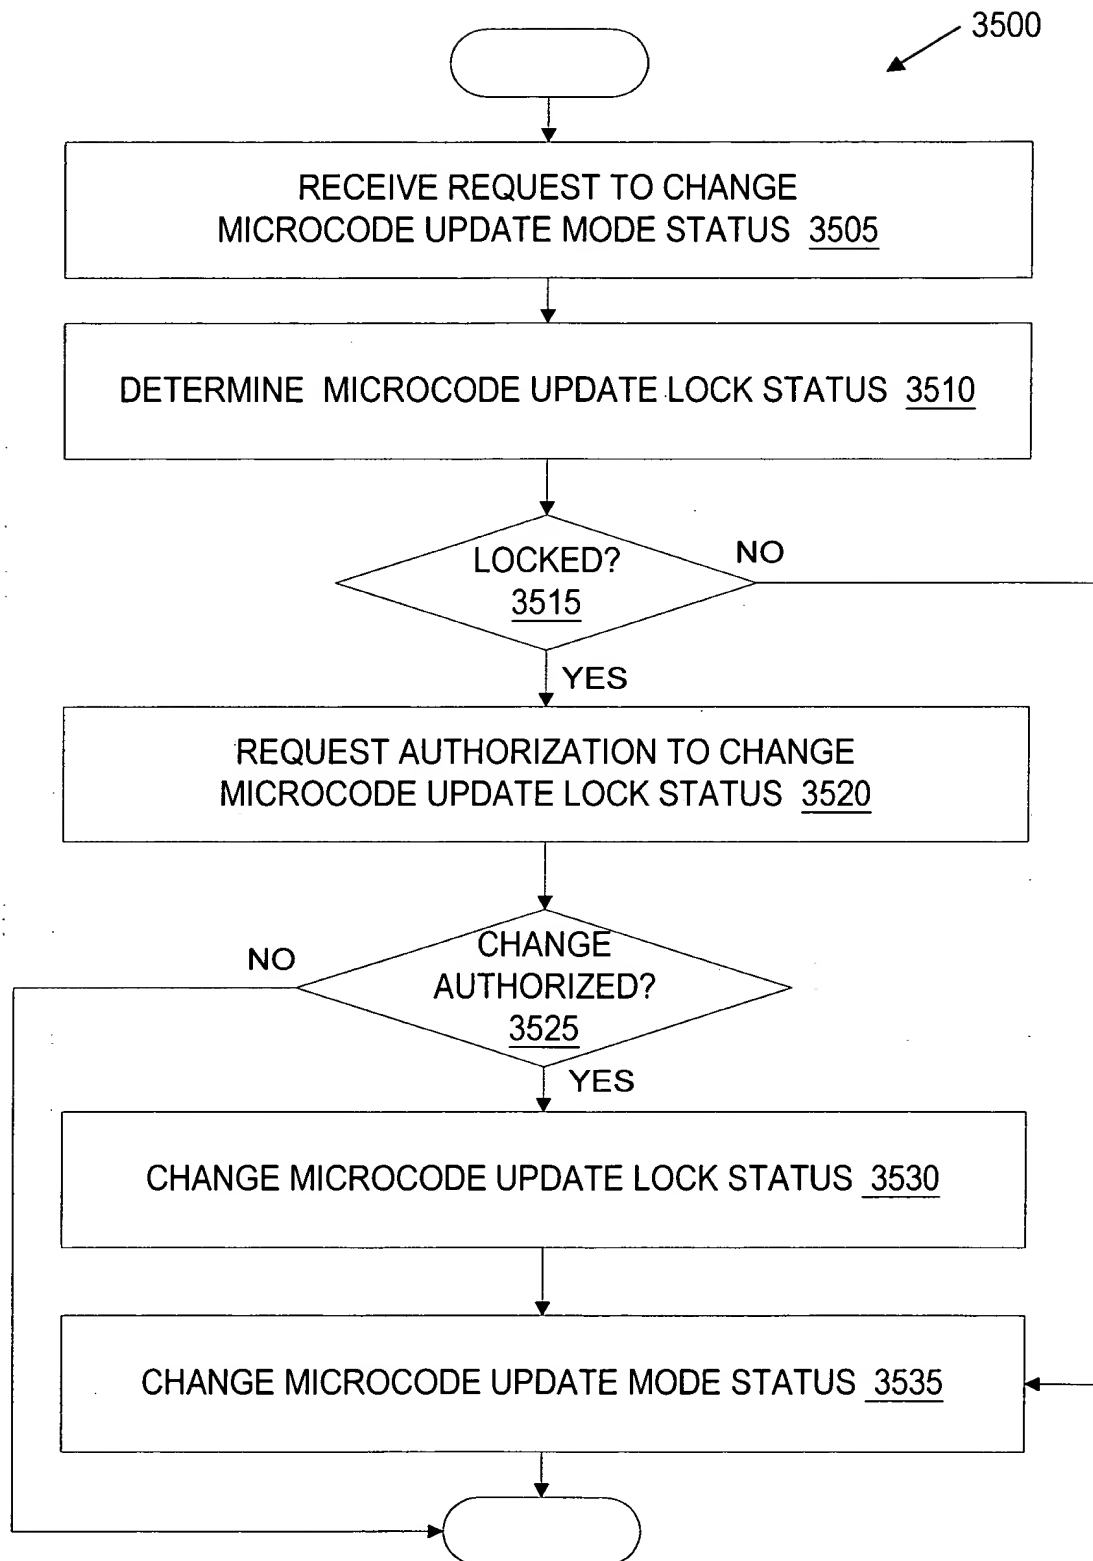 3500
RECEIVE REQUEST TO CHANGE
MICROCODE UPDATE MODE STATUS 3505
DETERMINE MICROCODE UPDATE LOCK STATUS 3510
LOCKED?
3515
NO
YES
REQUEST AUTHORIZATION TO CHANGE
MICROCODE UPDATE LOCK STATUS 3520
NO
CHANGE
AUTHORIZED?
3525
YES
CHANGE MICROCODE UPDATE LOCK STATUS 3530
CHANGE MICROCODE UPDATE MODE STATUS 3535